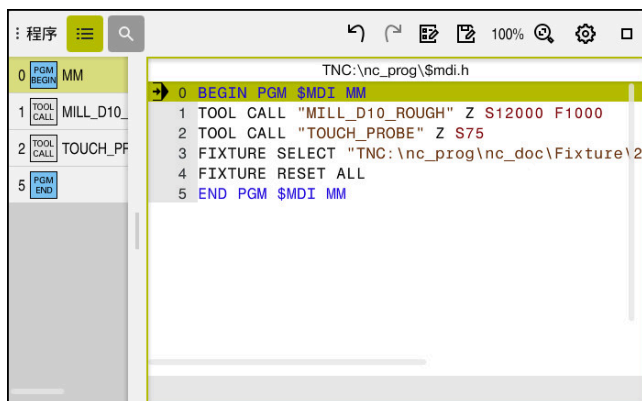 程序 100%
0 PGM BEGIN MM
1 TOOL CALL MILL_D10_
2 TOOL CALL TOUCH_PF
5 PGM END
TNC:\nc_prog\$mdi.h
0 BEGIN PGM $MDI MM
1 TOOL CALL "MILL_D10_ROUGH" Z S12000 F1000
2 TOOL CALL "TOUCH_PROBE" Z S75
3 FIXTURE SELECT "TNC:\nc_prog\nc_doc\Fixture\2
4 FIXTURE RESET ALL
5 END PGM $MDI MM